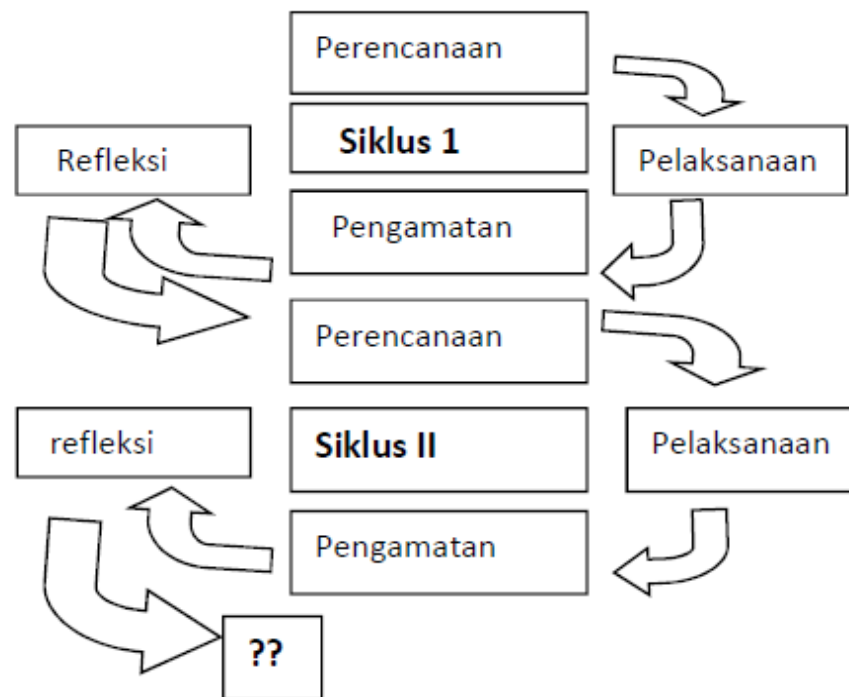 Perencanaan
Siklus 1
Refleksi
Pelaksanaan
Pengamatan
Perencanaan
refleksi
Siklus II
Pelaksanaan
Pengamatan
??